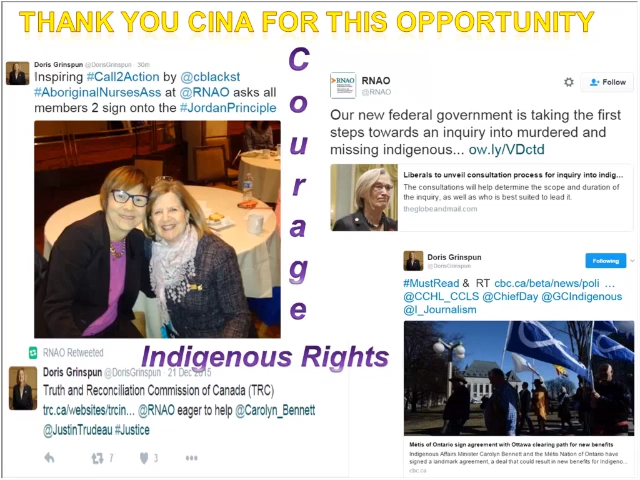 THANK YOU CINA FOR THIS OPPORTUNITY
Doris Grinspun @DorisGrinspun · 30m
Inspiring #Call2Action by @cblackst
#AboriginalNursesAss at @RNAO asks all
members 2 sign onto the #JordanPrinciple
Courage
RNAO
RNAO
@RNAO
Follow
Our new federal government is taking the first
steps towards an inquiry into murdered and
missing indigenous... ow.ly/VDctd
Liberals to unveil consultation process for inquiry into indig...
The consultations will help determine the scope and duration of
the inquiry, as well as who is best suited to lead it.
theglobeandmail.com
Doris Grinspun
@DorisGrinspun
Following
#MustRead & RT cbc.ca/beta/news/poli ...
@CCHL_CCLS @ChiefDay @GCIndigenous
@I_Journalism
Metis of Ontario sign agreement with Ottawa clearing path for new benefits
Indigenous Affairs Minister Carolyn Bennett and the Métis Nation of Ontario have
signed a landmark agreement, a deal that could result in new benefits for Indigeno...
cbc.ca
Indigenous Rights
RNAO Retweeted
Doris Grinspun @DorisGrinspun · 21 Dec 2015
Truth and Reconciliation Commission of Canada (TRC)
trc.ca/websites/trcin... @RNAO eager to help @Carolyn_Bennett
@JustinTrudeau #Justice
7
3